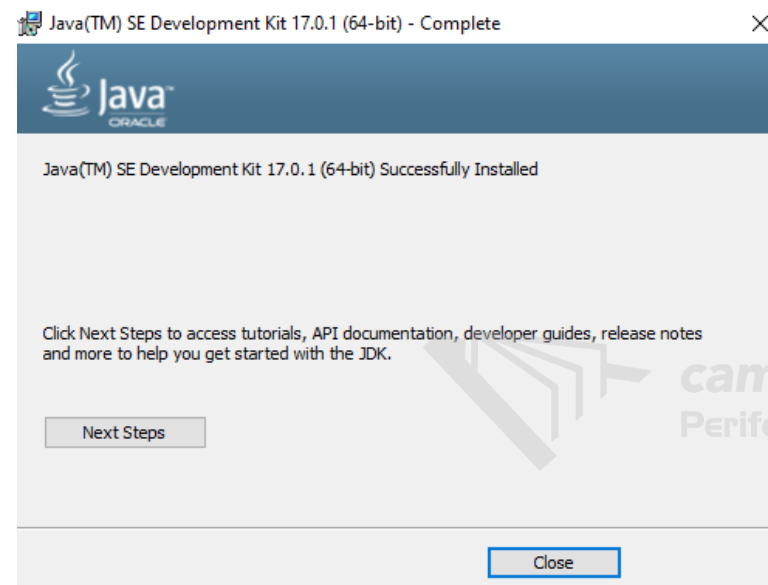 Java(TM) SE Development Kit 17.0.1 (64-bit) - Complete
Java™
ORACLE
Java(TM) SE Development Kit 17.0.1 (64-bit) Successfully Installed
Click Next Steps to access tutorials, API documentation, developer guides, release notes
and more to help you get started with the JDK.
Next Steps
Close